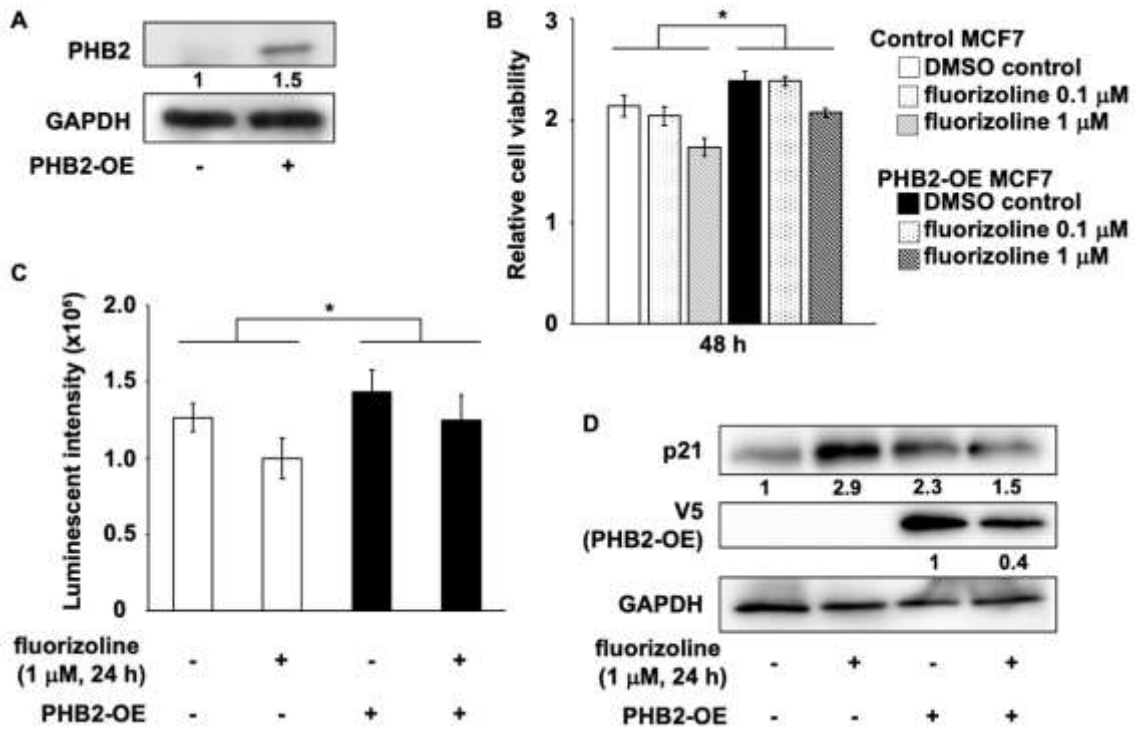 A
PHB2
1 1.5
GAPDH
PHB2-OE - +
B
Relative cell viability
3
2
1
0
*
48 h
Control MCF7
DMSO control
fluorizoline 0.1 μM
fluorizoline 1 μM
PHB2-OE MCF7
DMSO control
fluorizoline 0.1 μM
fluorizoline 1 μM
C
Luminescent intensity (x10⁶)
2.0
1.5
1.0
0.5
0
*
fluorizoline
(1 μM, 24 h) - + - +
PHB2-OE - - + +
D
p21
1 2.9 2.3 1.5
V5
(PHB2-OE)
1 0.4
GAPDH
fluorizoline
(1 μM, 24 h) - + - +
PHB2-OE - - + +